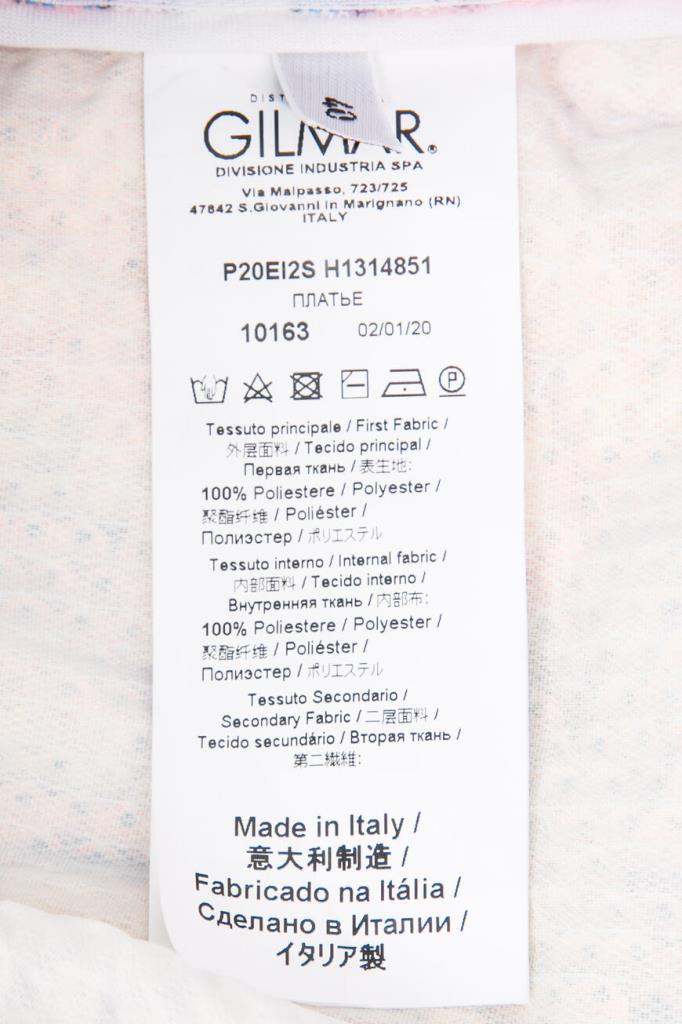 GILMAR®
DIVISIONE INDUSTRIA SPA
Via Malpasso, 723/725
47842 S.Giovanni in Marignano (RN)
ITALY
P20EI2S H1314851
ПЛАТЬЕ
10163 02/01/20
P
Tessuto principale / First Fabric /
外层面料 / Tecido principal /
Первая ткань / 表生地:
100% Poliestere / Polyester /
聚酯纤维 / Poliéster /
Полиэстер / ポリエステル
Tessuto interno / Internal fabric /
内部面料 / Tecido interno /
Внутренняя ткань / 内部布:
100% Poliestere / Polyester /
聚酯纤维 / Poliéster /
Полиэстер / ポリエステル
Tessuto Secondario /
Secondary Fabric / 二层面料 /
Tecido secundário / Вторая ткань /
第二繊維:
Made in Italy /
意大利制造 /
Fabricado na Itália /
Сделано в Италии /
イタリア製